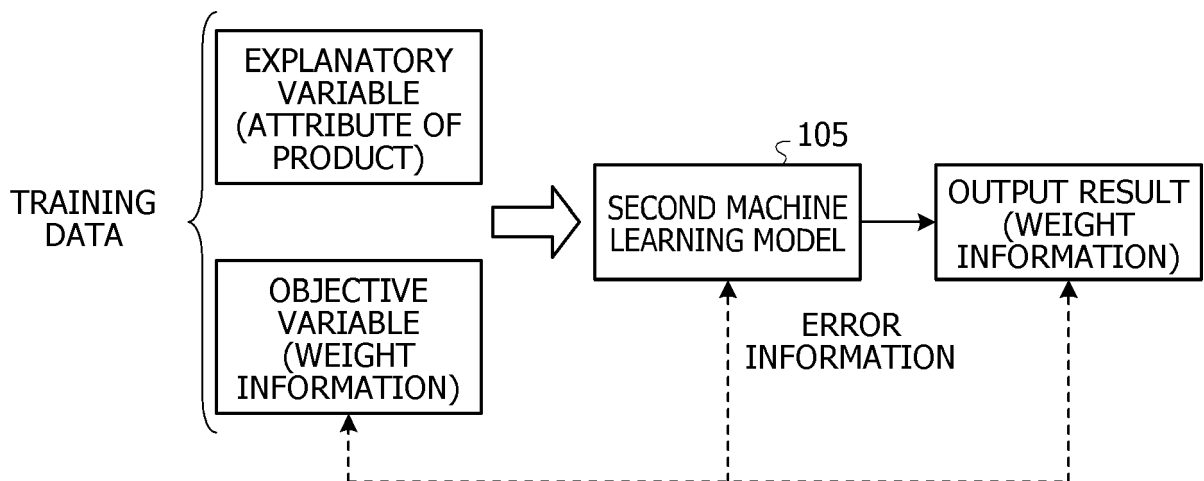 TRAINING
DATA
EXPLANATORY
VARIABLE
(ATTRIBUTE OF
PRODUCT)
OBJECTIVE
VARIABLE
(WEIGHT
INFORMATION)
105
SECOND MACHINE
LEARNING MODEL
OUTPUT RESULT
(WEIGHT
INFORMATION)
ERROR
INFORMATION